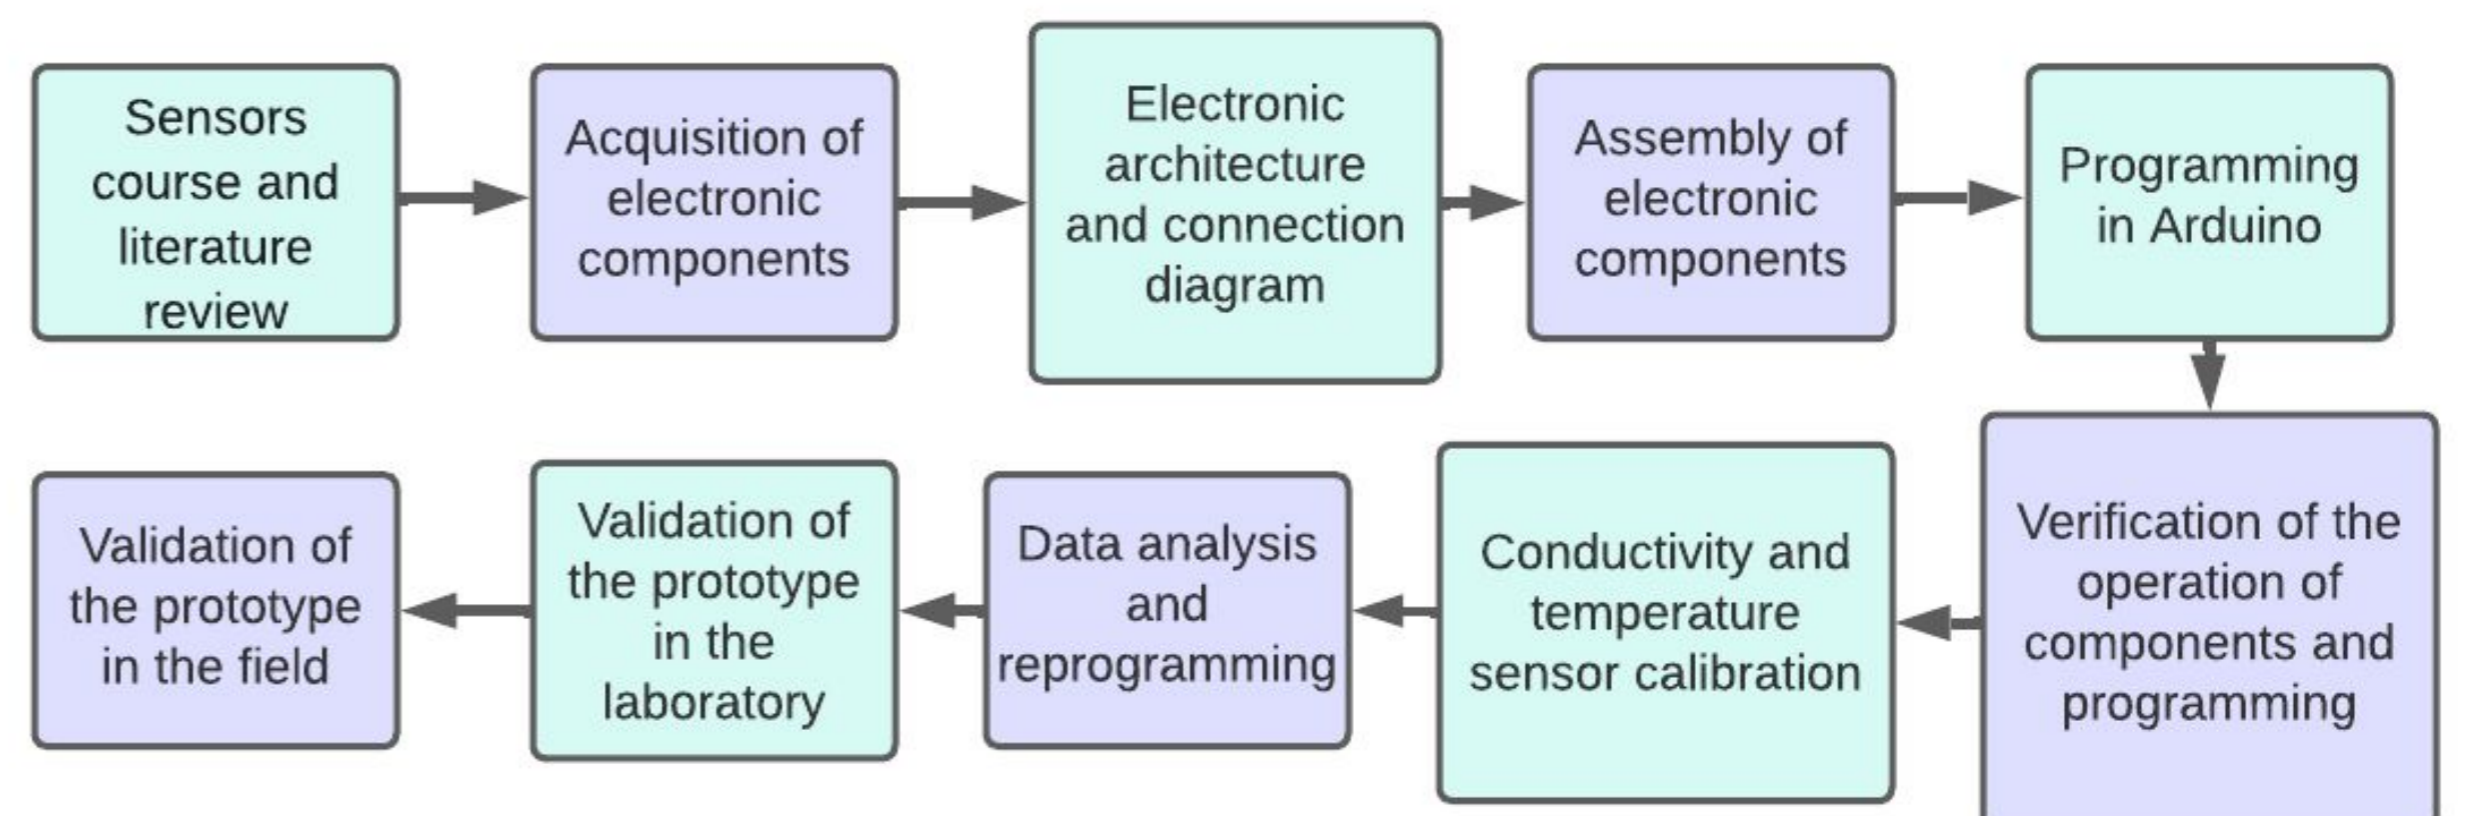 Sensors
course and
literature
review
Acquisition of
electronic
components
Electronic
architecture
and connection
diagram
Assembly of
electronic
components
Programming
in Arduino
Verification of the
operation of
components and
programming
Conductivity and
temperature
sensor calibration
Data analysis
and
reprogramming
Validation of
the prototype
in the
laboratory
Validation of
the prototype
in the field